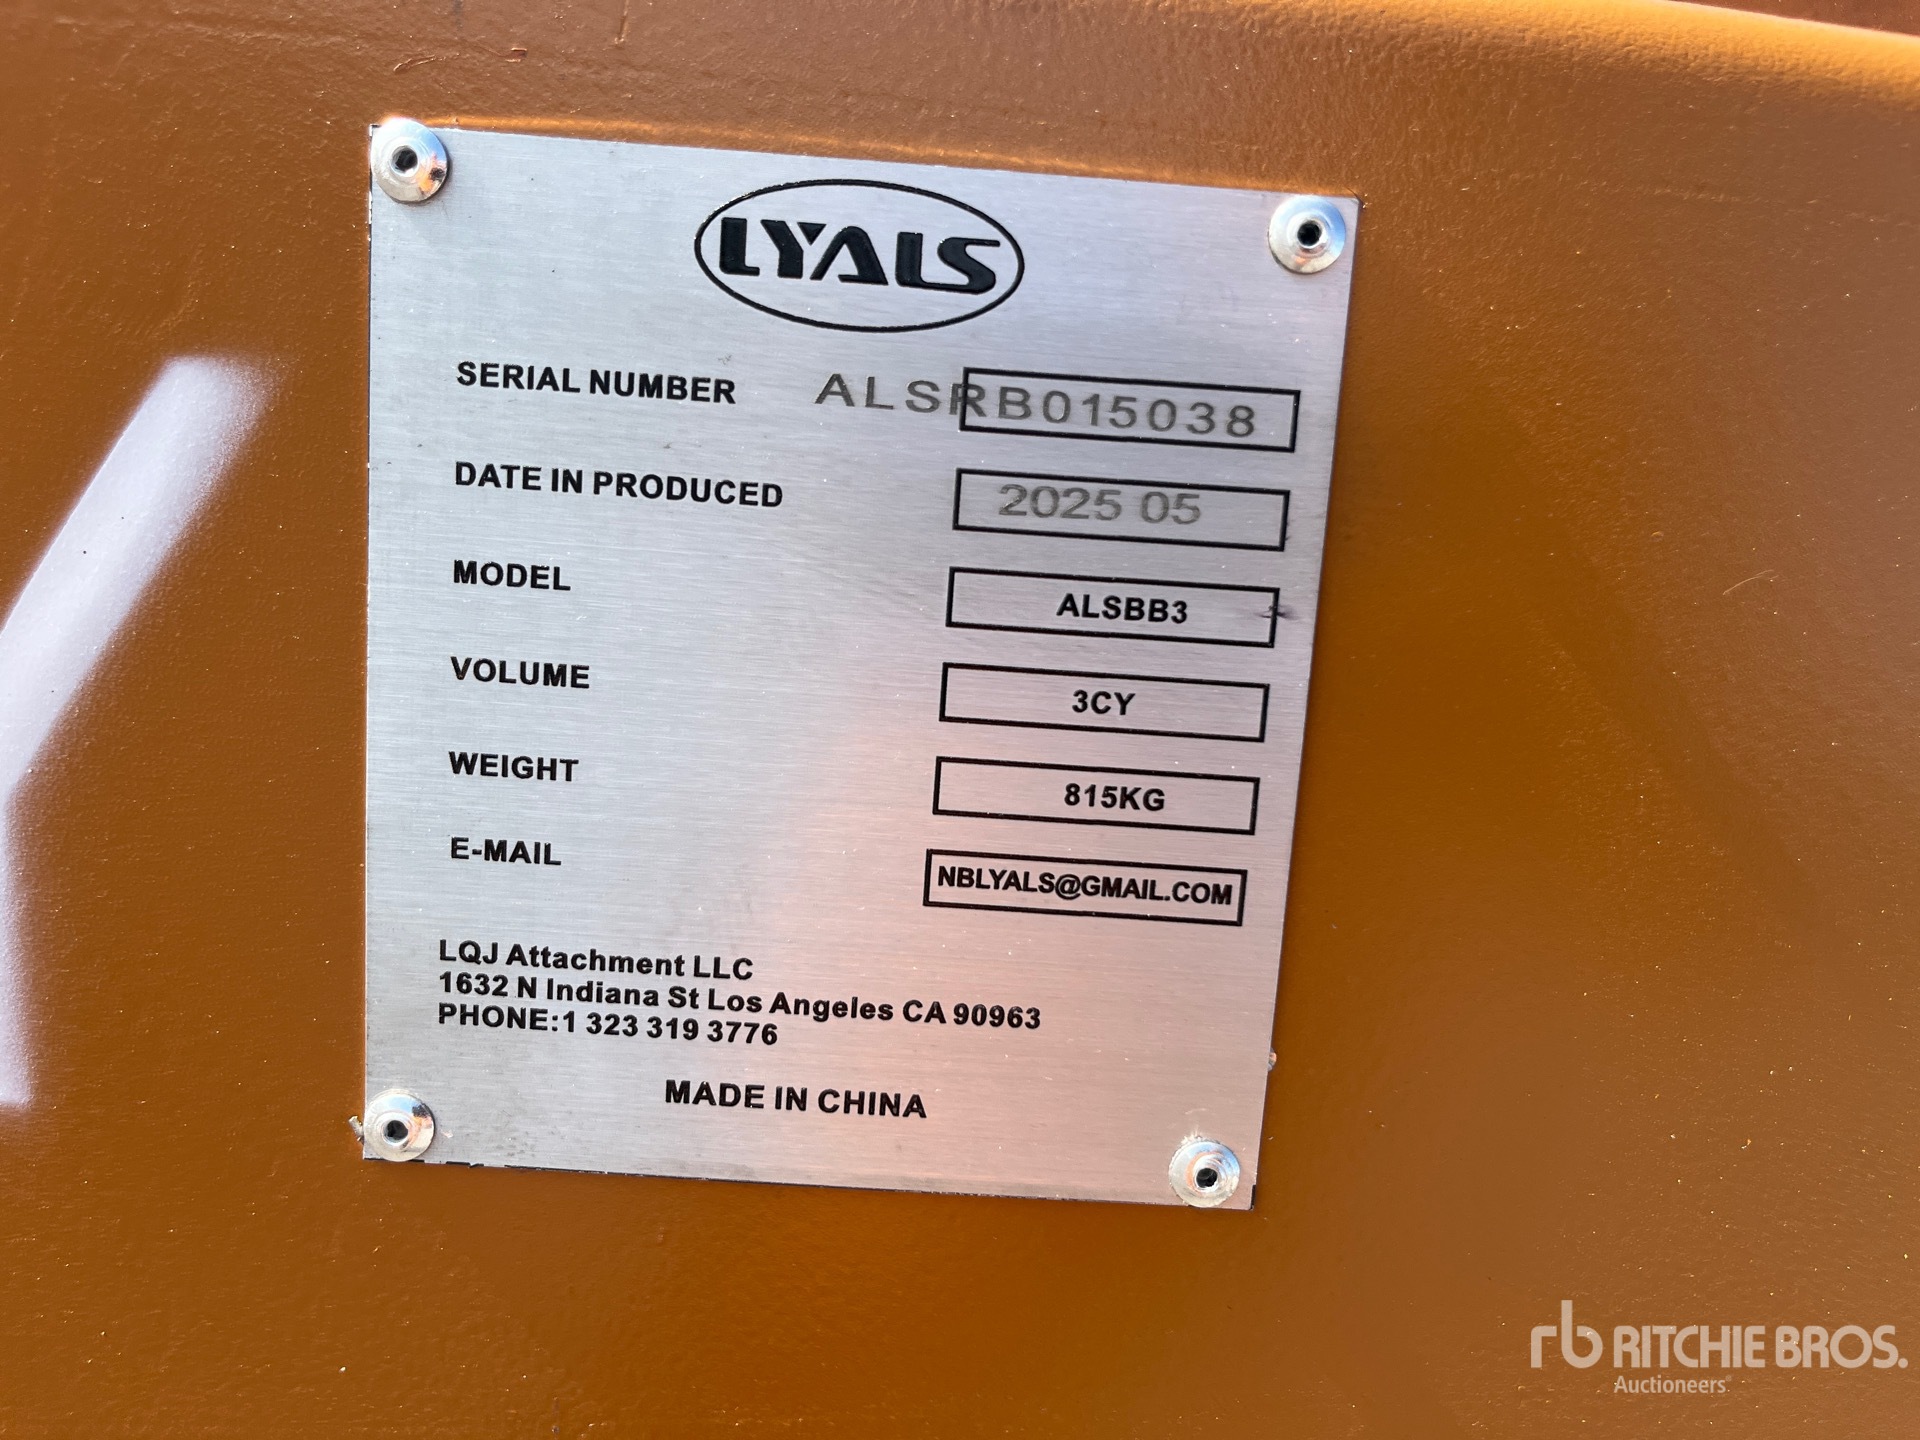 LYALS
SERIAL NUMBER ALSRB015038
DATE IN PRODUCED 2025 05
MODEL ALSBB3
VOLUME 3CY
WEIGHT 815KG
E-MAIL NBLYALS@GMAIL.COM
LQJ Attachment LLC
1632 N Indiana St Los Angeles CA 90963
PHONE:1 323 319 3776
MADE IN CHINA
rb RITCHIE BROS.
Auctioneers